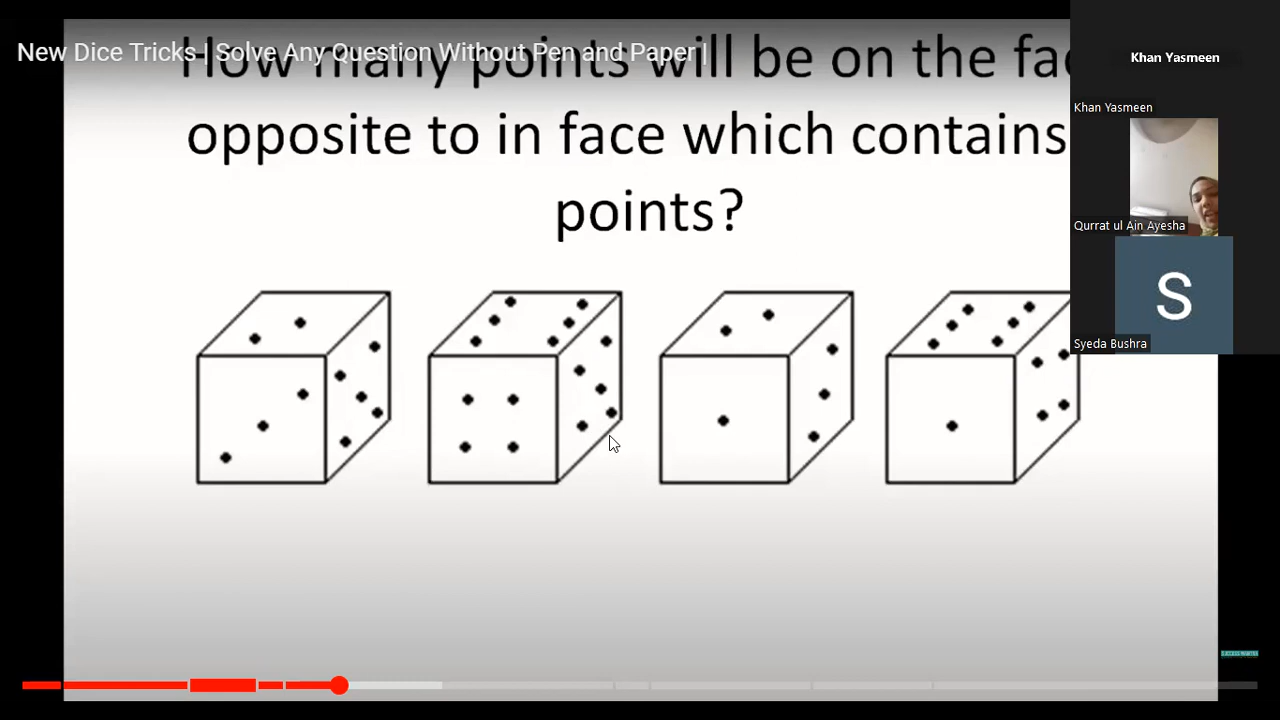 New Dice Tricks | Solve Any Question Without Pen and Paper |
How many points will be on the
opposite to in face which contains
points?
Khan Yasmeen
Khan Yasmeen
Qurrat ul Ain Ayesha
S
Syeda Bushra